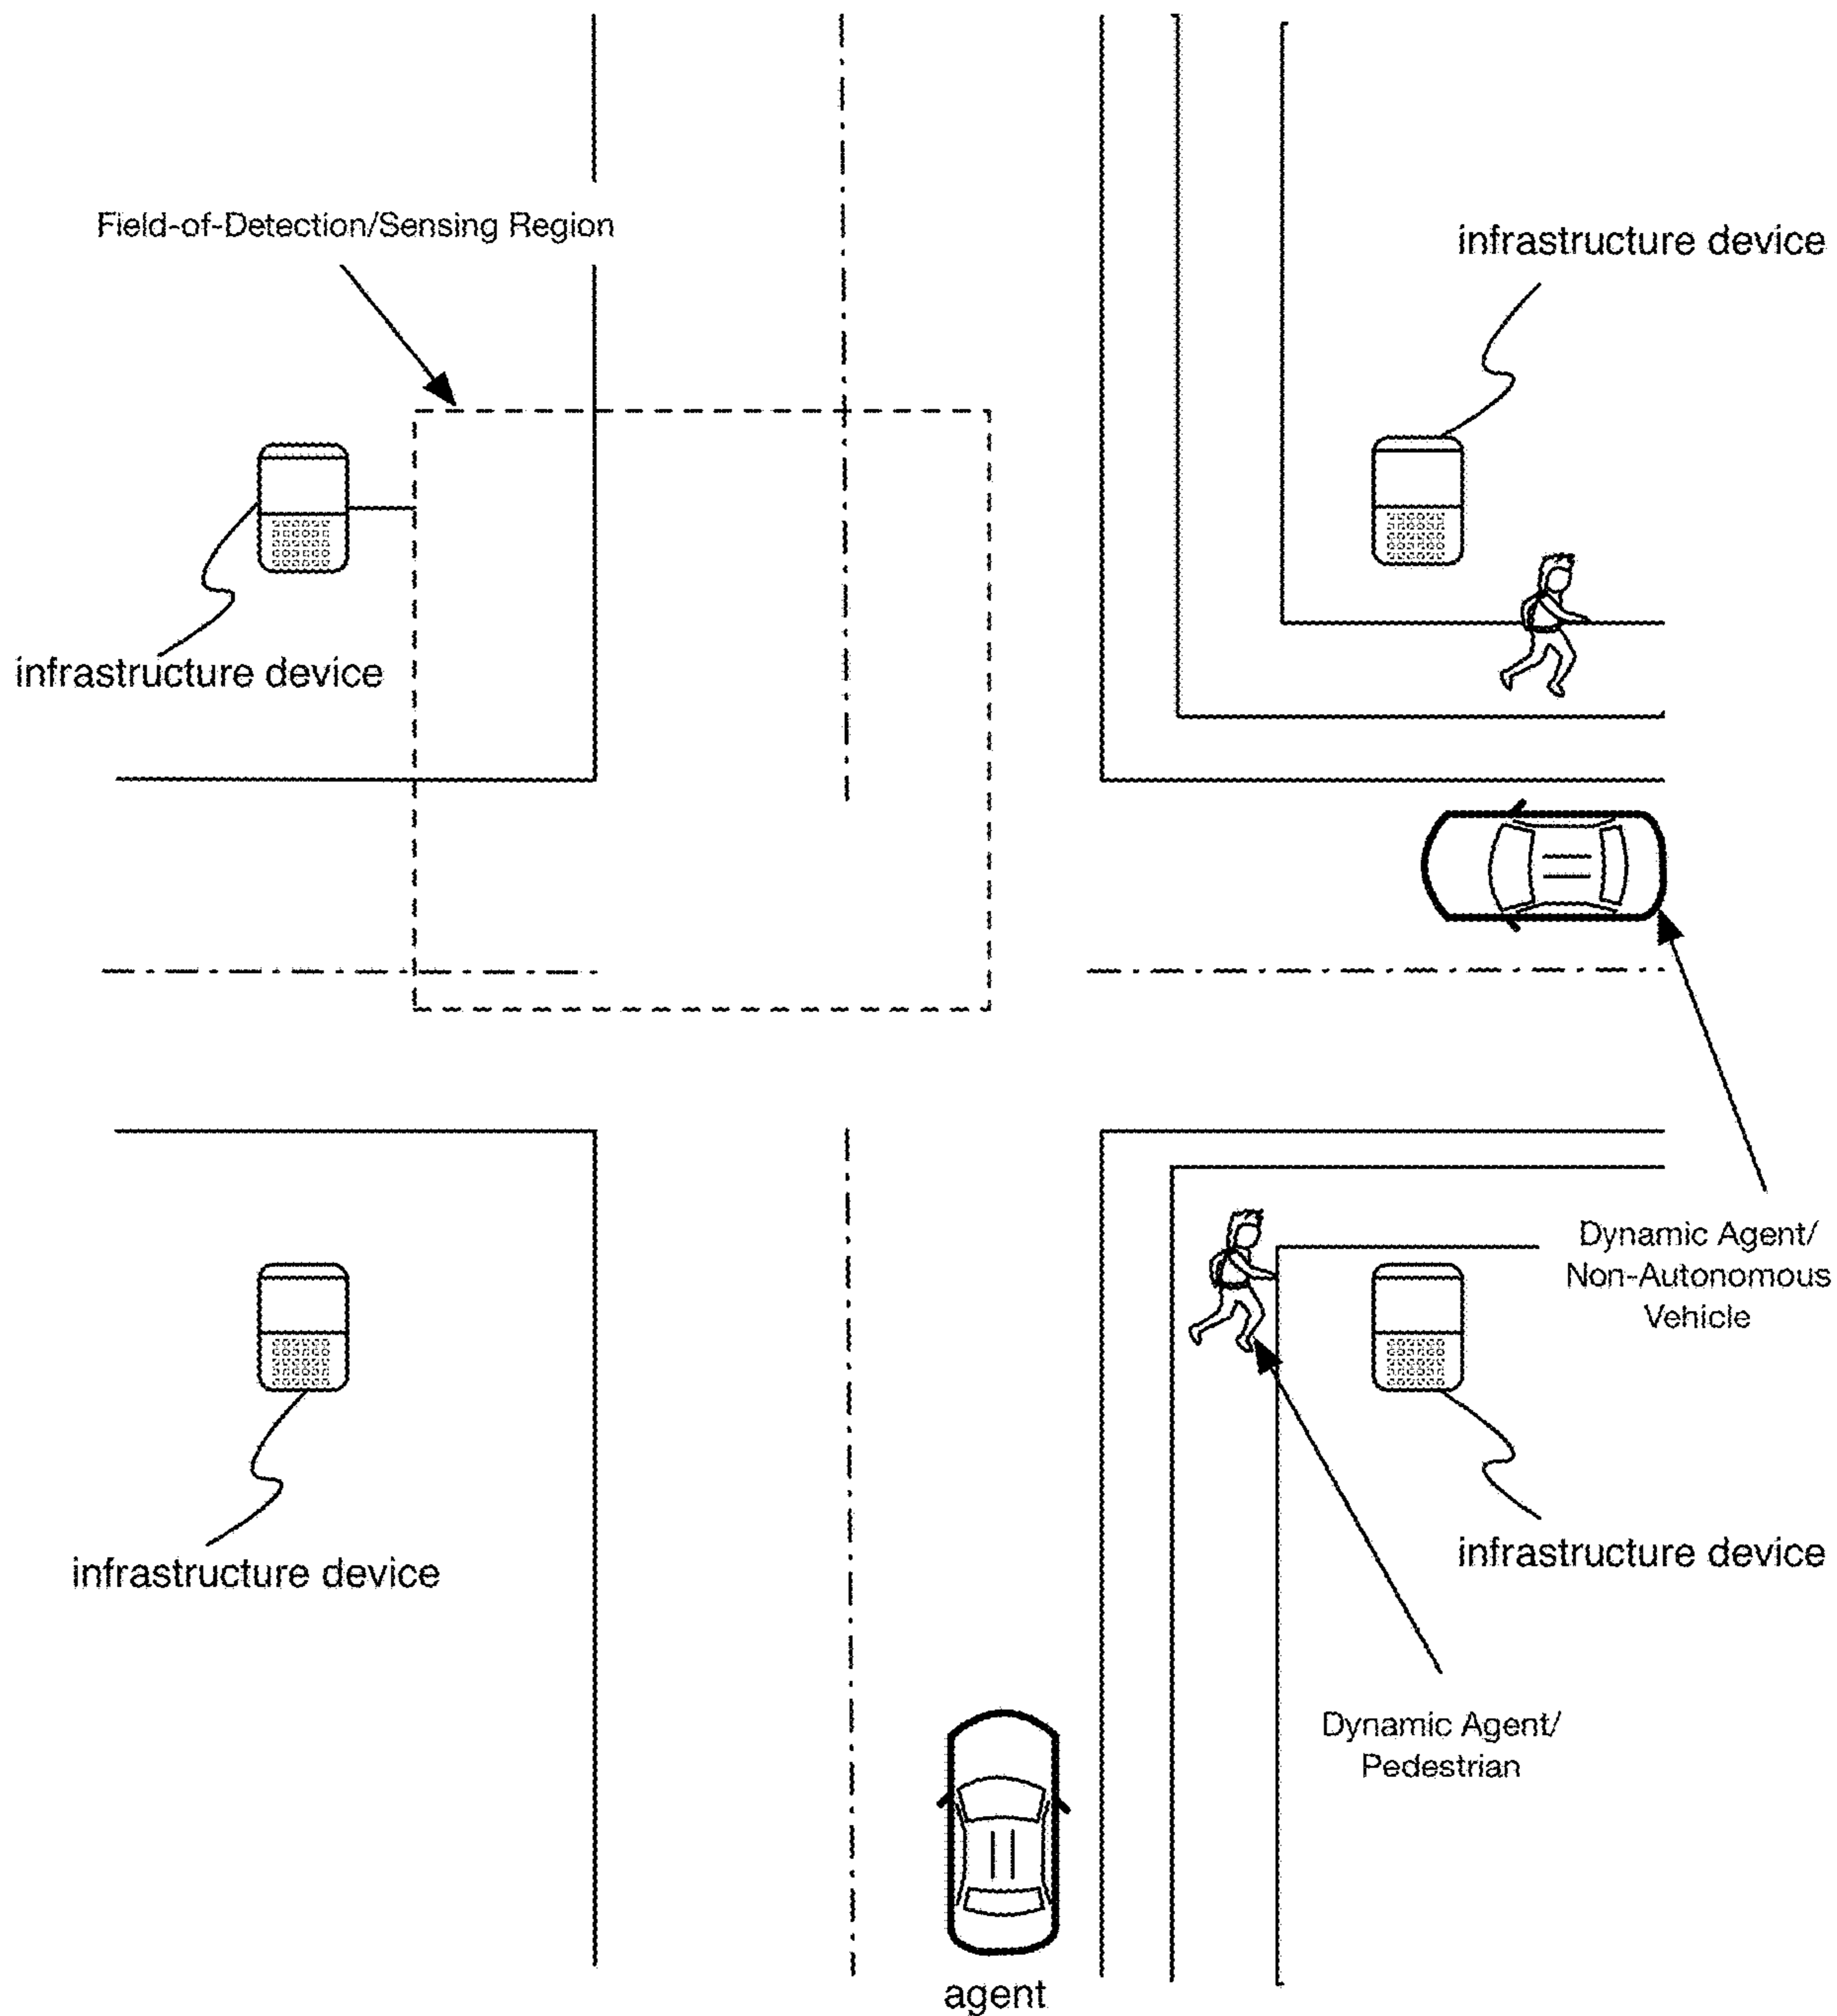 Field-of-Detection/Sensing Region
infrastructure device
infrastructure device
Dynamic Agent/
Non-Autonomous
Vehicle
infrastructure device
infrastructure device
Dynamic Agent/
Pedestrian
agent